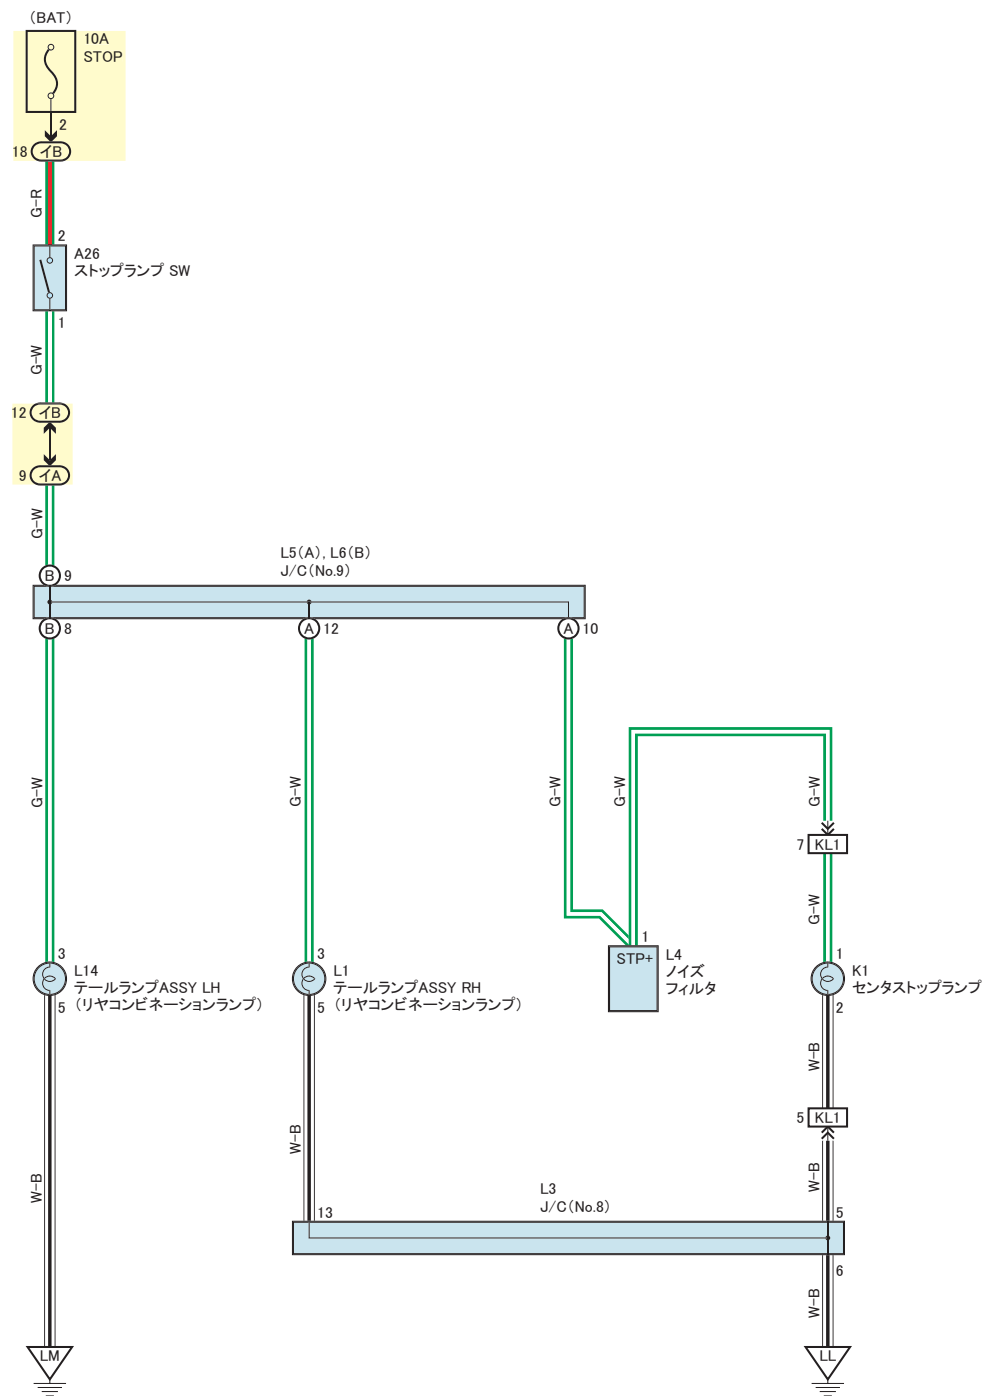 (BAT)
10A
STOP
2
18 イB
G-R
2
A26
ストップランプ SW
1
G-W
12 イB
9 イA
G-W
L5(A), L6(B)
J/C(No.9)
B 9
B 8
A 12
A 10
G-W
G-W
G-W
G-W
G-W
7 KL1
G-W
3
L14
テールランプASSY LH
(リヤコンビネーションランプ)
5
3
L1
テールランプASSY RH
(リヤコンビネーションランプ)
5
1
STP+
L4
ノイズ
フィルタ
1
K1
センタストップランプ
2
W-B
5 KL1
W-B
W-B
W-B
L3
J/C(No.8)
13
5
6
W-B
LM
LL